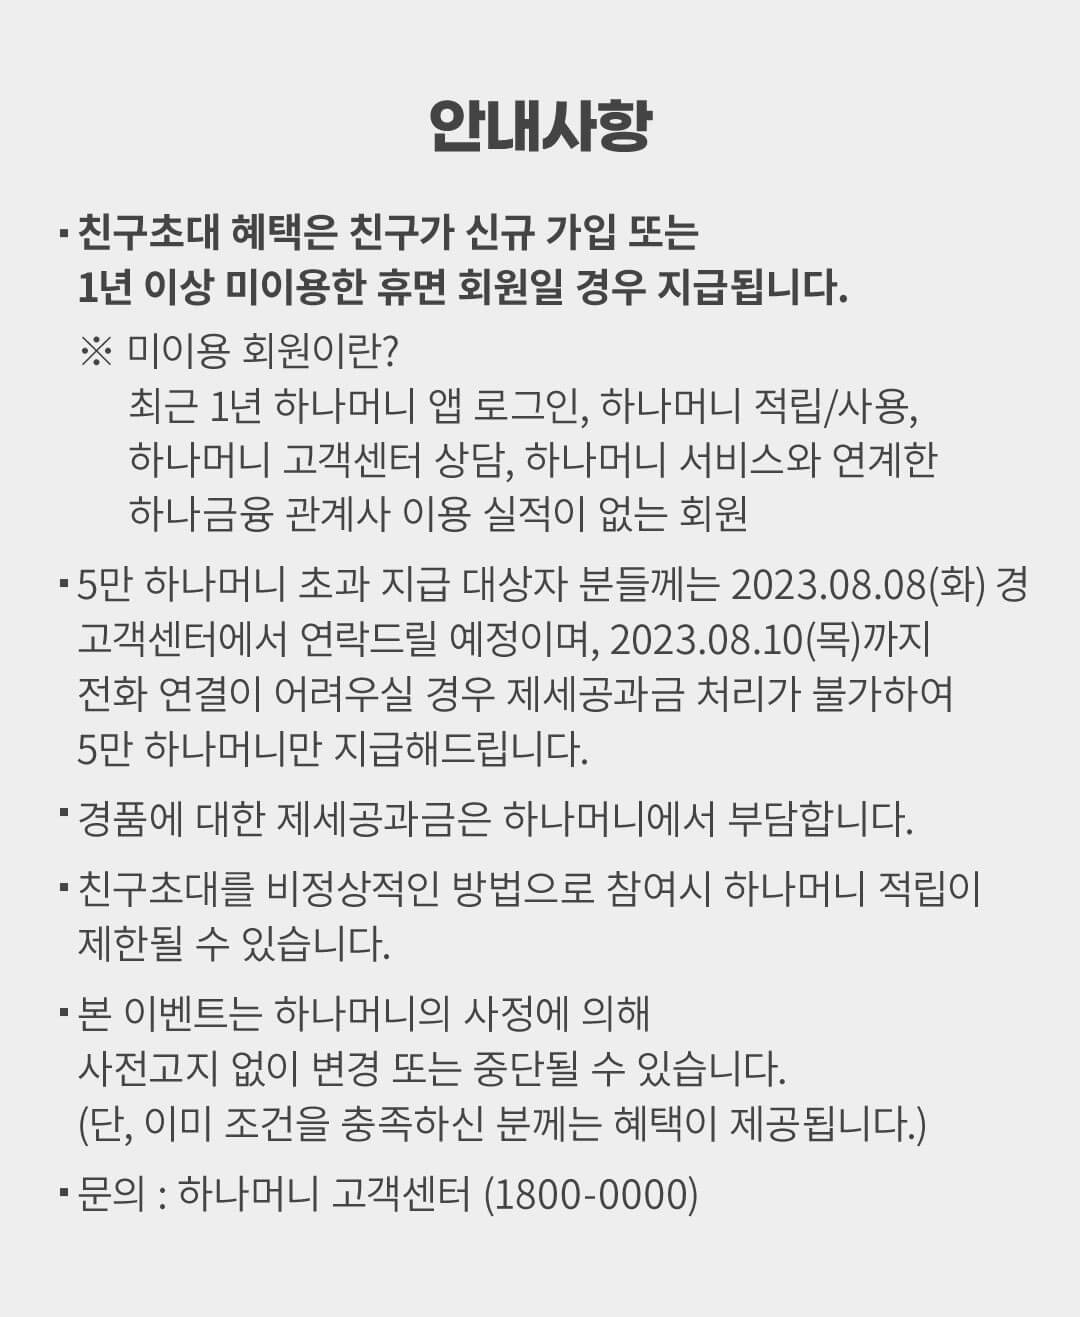 안내사항
▪ 친구초대 혜택은 친구가 신규 가입 또는
1년 이상 미이용한 휴면 회원일 경우 지급됩니다.
※ 미이용 회원이란?
최근 1년 하나머니 앱 로그인, 하나머니 적립/사용,
하나머니 고객센터 상담, 하나머니 서비스와 연계한
하나금융 관계사 이용 실적이 없는 회원
▪ 5만 하나머니 초과 지급 대상자 분들께는 2023.08.08(화) 경
고객센터에서 연락드릴 예정이며, 2023.08.10(목)까지
전화 연결이 어려우실 경우 제세공과금 처리가 불가하여
5만 하나머니만 지급해드립니다.
▪ 경품에 대한 제세공과금은 하나머니에서 부담합니다.
▪ 친구초대를 비정상적인 방법으로 참여시 하나머니 적립이
제한될 수 있습니다.
▪ 본 이벤트는 하나머니의 사정에 의해
사전고지 없이 변경 또는 중단될 수 있습니다.
(단, 이미 조건을 충족하신 분께는 혜택이 제공됩니다.)
▪ 문의 : 하나머니 고객센터 (1800-0000)